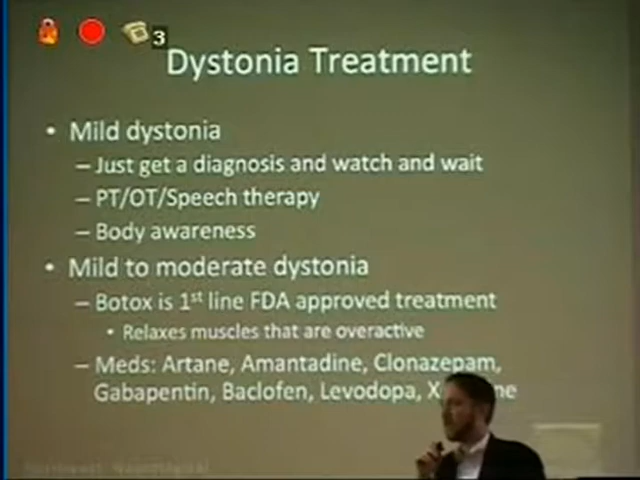 3
Dystonia Treatment
• Mild dystonia
– Just get a diagnosis and watch and wait
– PT/OT/Speech therapy
– Body awareness
• Mild to moderate dystonia
– Botox is 1st line FDA approved treatment
• Relaxes muscles that are overactive
– Meds: Artane, Amantadine, Clonazepam,
Gabapentin, Baclofen, Levodopa,